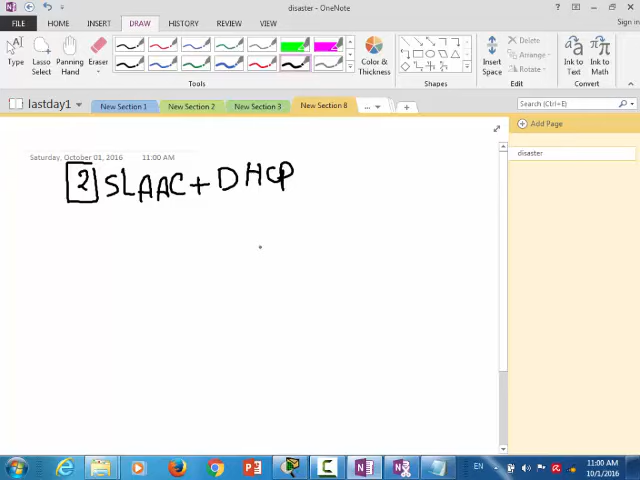 disaster - OneNote
FILE HOME INSERT DRAW HISTORY REVIEW VIEW
Sign in
Type
Lasso Select
Panning Hand
Eraser
Color & Thickness
Insert Space
Delete
Arrange
Rotate
Ink to Text
Ink to Math
Tools
Shapes
Edit
Convert
lastday1 New Section 1 New Section 2 New Section 3 New Section 8 ...
Search (Ctrl+E)
Add Page
disaster
Saturday, October 01, 2016 11:00 AM
2 SLAAC + DHCP
EN 11:00 AM
10/1/2016